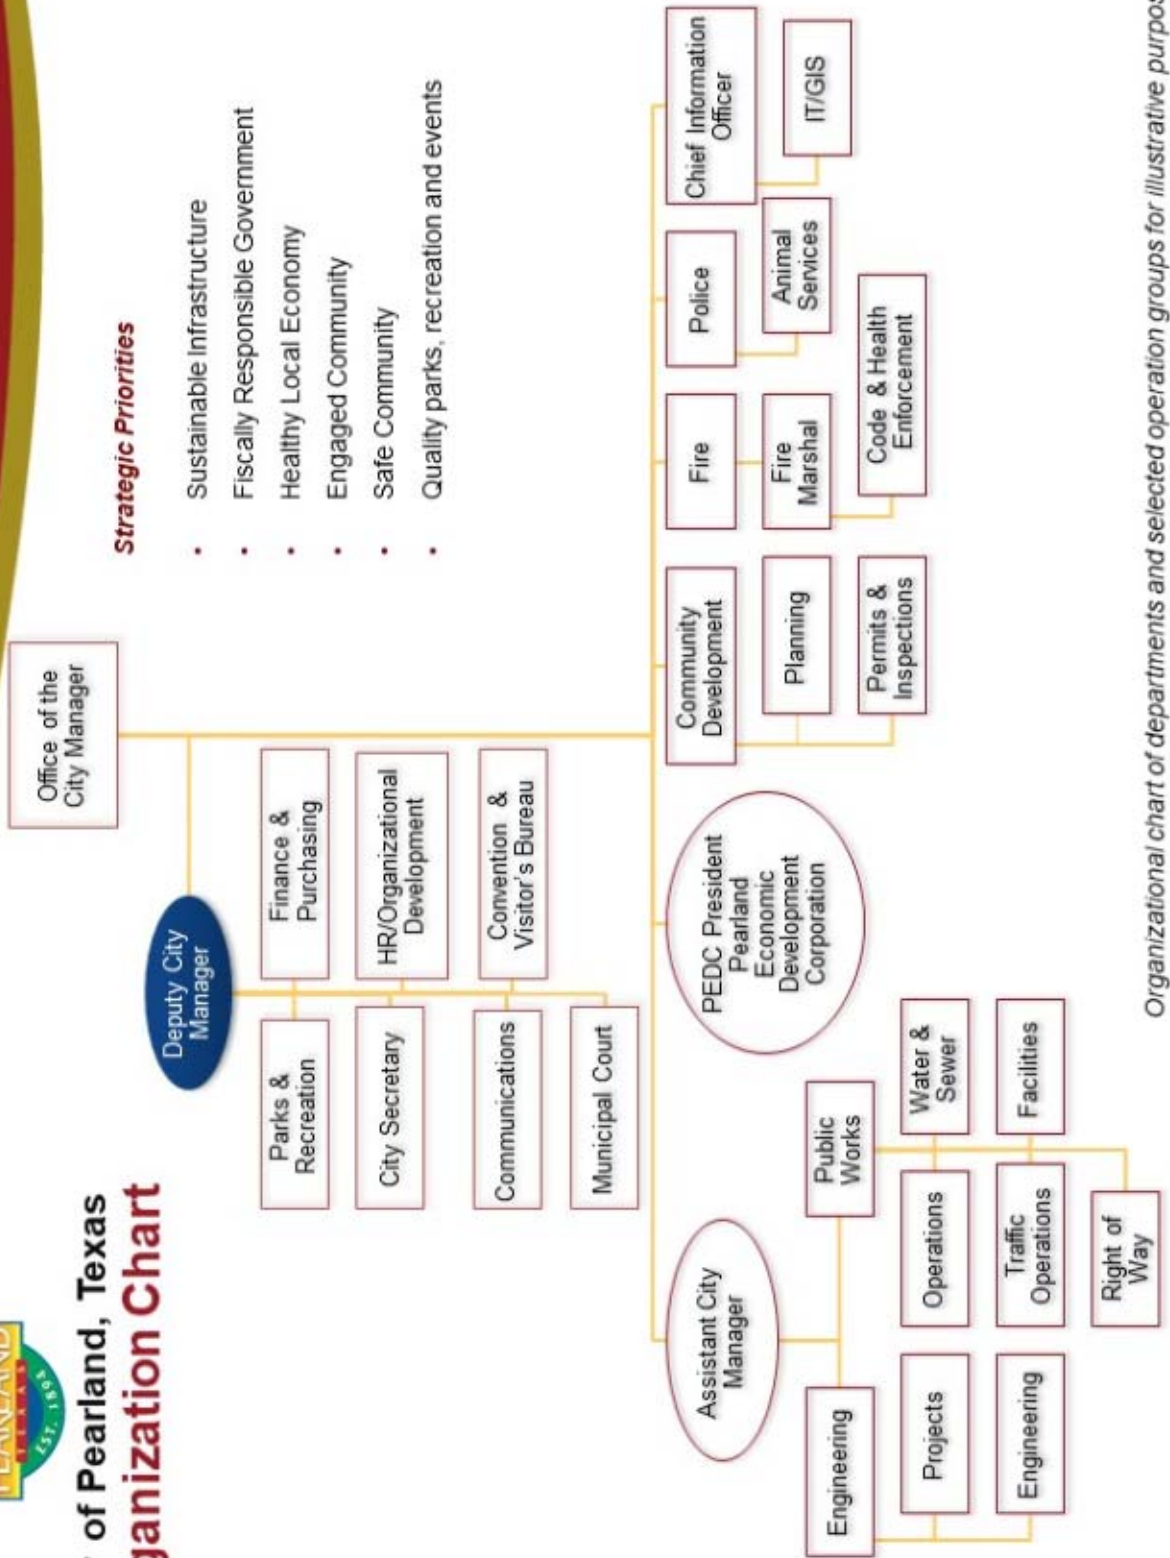 TEXAS
EST. 1893
of Pearland, Texas
ganization Chart
Office of the
City Manager
Strategic Priorities
• Sustainable Infrastructure
• Fiscally Responsible Government
• Healthy Local Economy
• Engaged Community
• Safe Community
• Quality parks, recreation and events
Deputy City
Manager
Parks &
Recreation
Finance &
Purchasing
City Secretary
HR/Organizational
Development
Communications
Convention &
Visitor's Bureau
Municipal Court
Assistant City
Manager
PEDC President
Pearland
Economic
Development
Corporation
Community
Development
Fire
Police
Chief Information
Officer
Engineering
Public
Works
Planning
Fire
Marshal
Animal
Services
IT/GIS
Projects
Operations
Water &
Sewer
Permits &
Inspections
Code & Health
Enforcement
Engineering
Traffic
Operations
Facilities
Right of
Way
Organizational chart of departments and selected operation groups for illustrative purpos